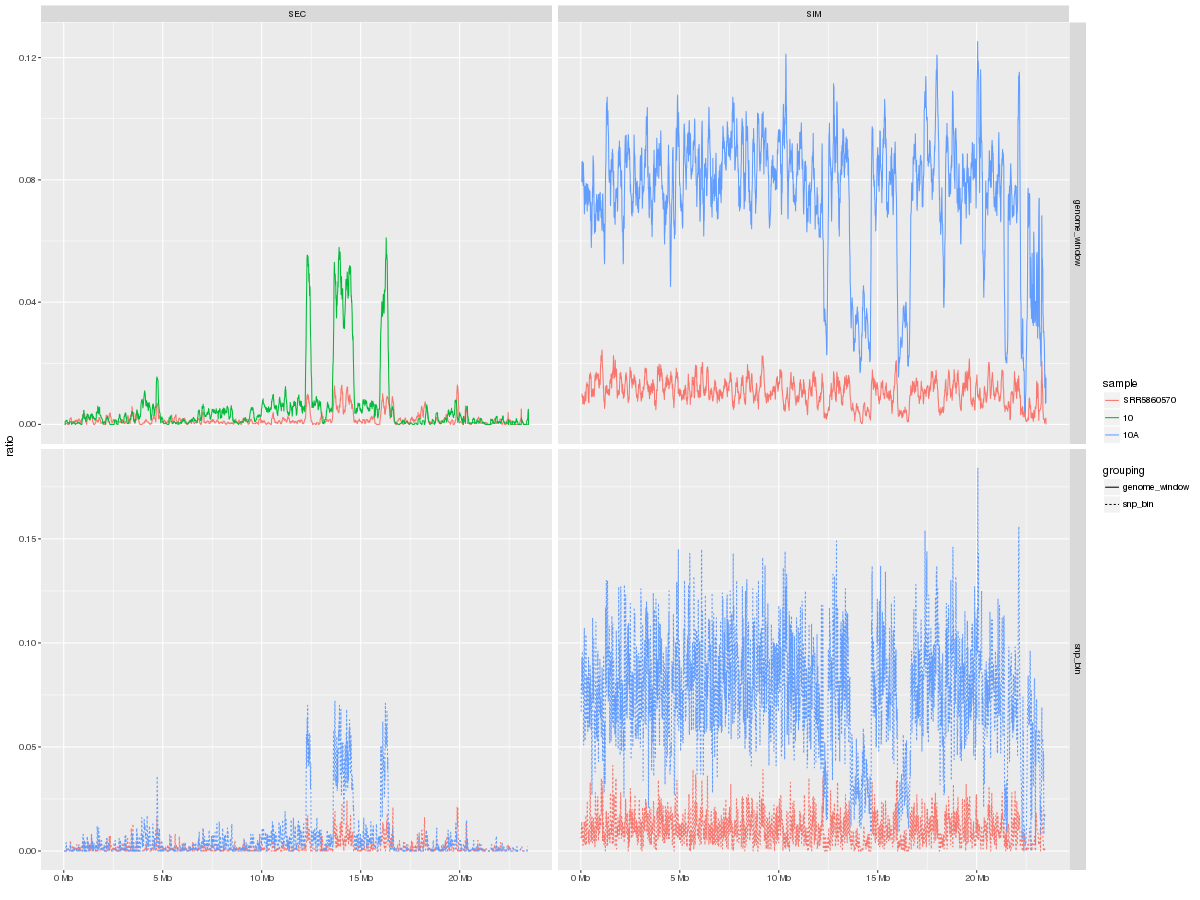 SEC
SIM
0.12
0.08
0.04
0.00
genome_window
ratio
0.15
0.10
0.05
0.00
snp_bin
0 Mb
5 Mb
10 Mb
15 Mb
20 Mb
0 Mb
5 Mb
10 Mb
15 Mb
20 Mb
sample
SRR5860570
10
10A
grouping
genome_window
snp_bin